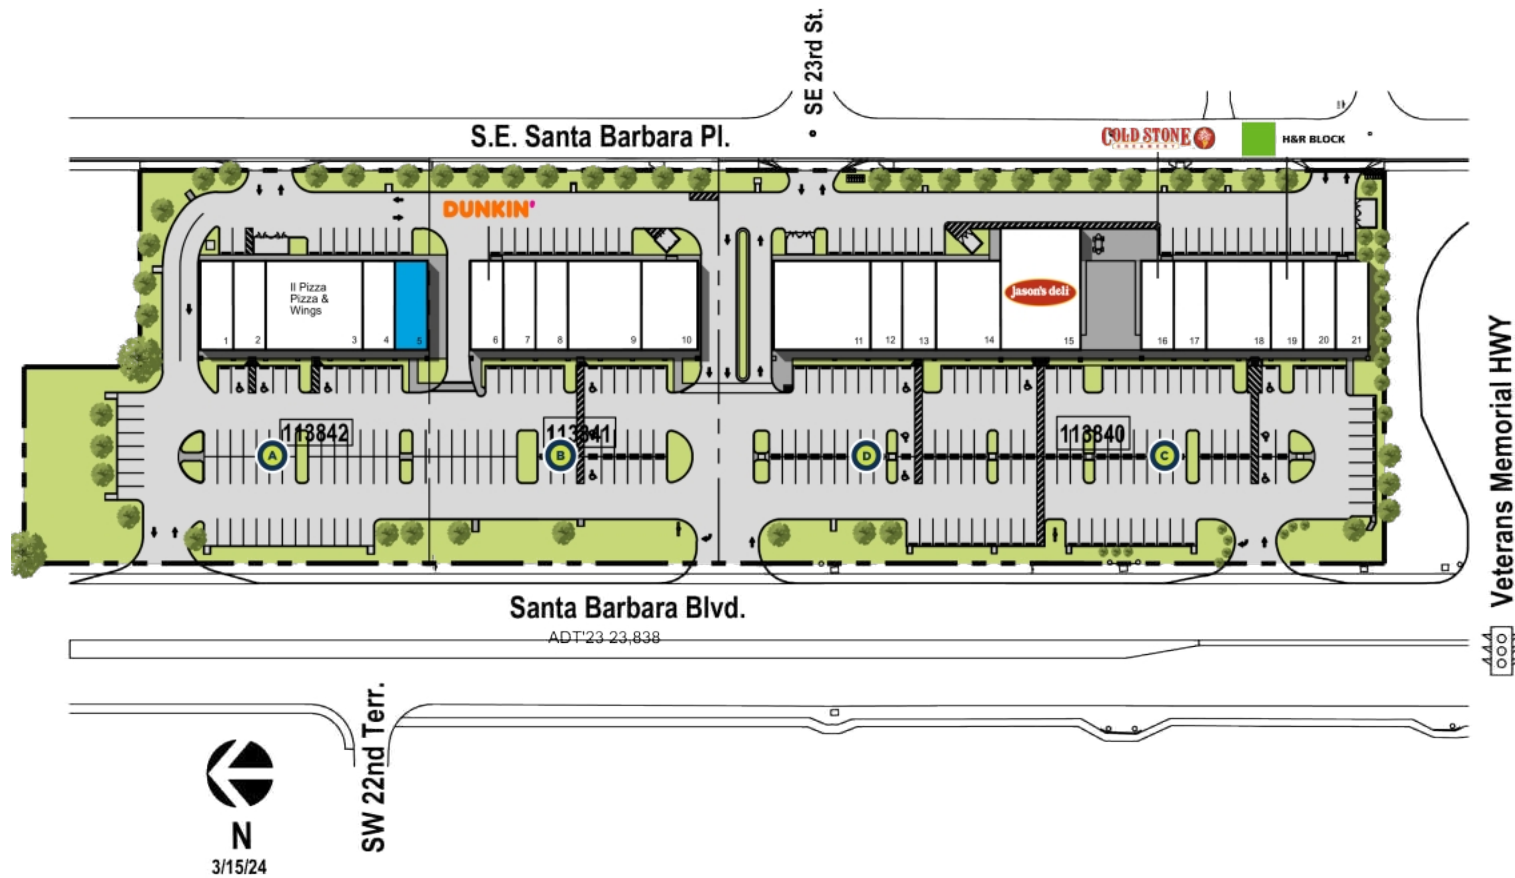 SE 23rd St.
S.E. Santa Barbara Pl.
COLD STONE
CREAMERY
H&R BLOCK
DUNKIN'
Il Pizza
Pizza &
Wings
jason's deli
1
2
3
4
5
6
7
8
9
10
11
12
13
14
15
16
17
18
19
20
21
113842
113841
113840
A
B
D
C
Veterans Memorial HWY
Santa Barbara Blvd.
ADT'23 23,838
SW 22nd Terr.
N
3/15/24